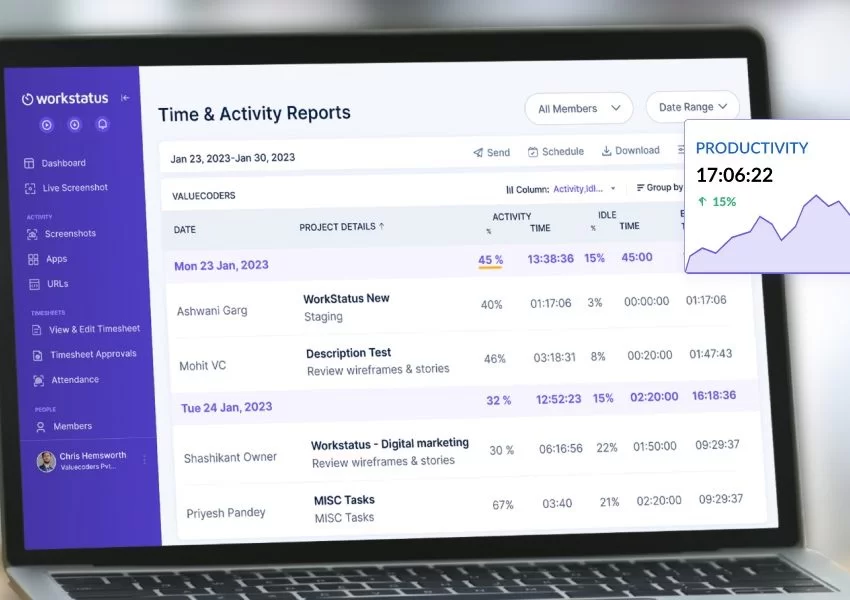 workstatus
Time & Activity Reports
All Members
Date Range
Dashboard
Live Screenshot
ACTIVITY
Screenshots
Apps
URLs
TIMESHEETS
View & Edit Timesheet
Timesheet Approvals
Attendance
PEOPLE
Members
Chris Hemsworth
Valuecoders Pvt...
Jan 23, 2023-Jan 30, 2023
Send Schedule Download
VALUECODERS
Column: Activity,Idl... Group by
DATE PROJECT DETAILS ↑ ACTIVITY IDLE
% TIME % TIME
Mon 23 Jan, 2023 45 % 13:38:36 15% 45:00
Ashwani Garg WorkStatus New 40% 01:17:06 3% 00:00:00 01:17:06
Staging
Mohit VC Description Test 46% 03:18:31 8% 00:20:00 01:47:43
Review wireframes & stories
Tue 24 Jan, 2023 32 % 12:52:23 15% 02:20:00 16:18:36
Shashikant Owner Workstatus - Digital marketing 30 % 06:16:56 22% 01:50:00 09:29:37
Review wireframes & stories
Priyesh Pandey MISC Tasks 67% 03:40 21% 02:20:00 09:29:37
MISC Tasks
PRODUCTIVITY
17:06:22
↑ 15%